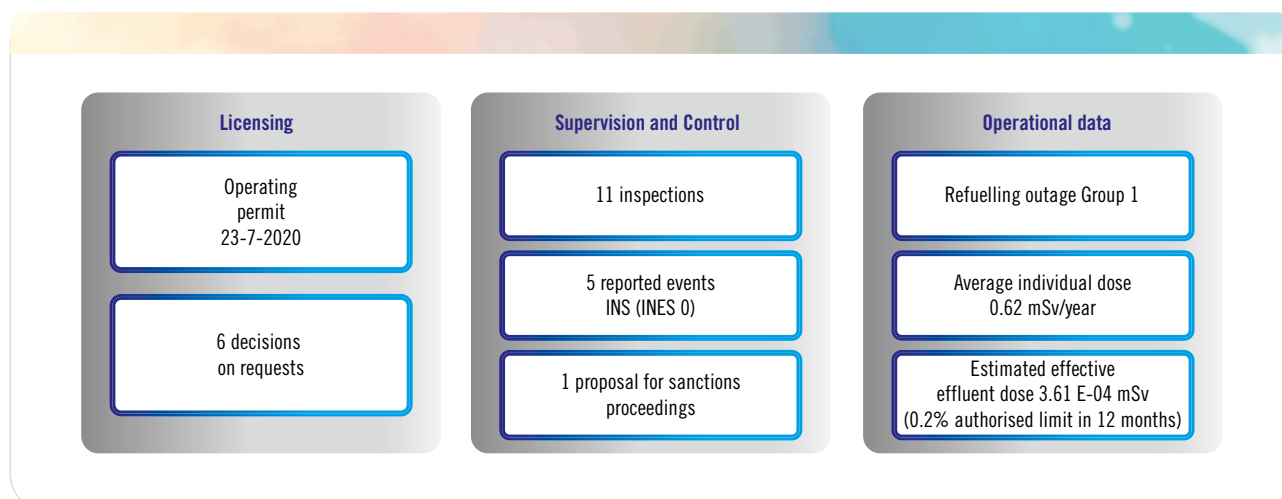 Licensing
Operating
permit
23-7-2020
6 decisions
on requests
Supervision and Control
11 inspections
5 reported events
INS (INES 0)
1 proposal for sanctions
proceedings
Operational data
Refuelling outage Group 1
Average individual dose
0.62 mSv/year
Estimated effective
effluent dose 3.61 E-04 mSv
(0.2% authorised limit in 12 months)